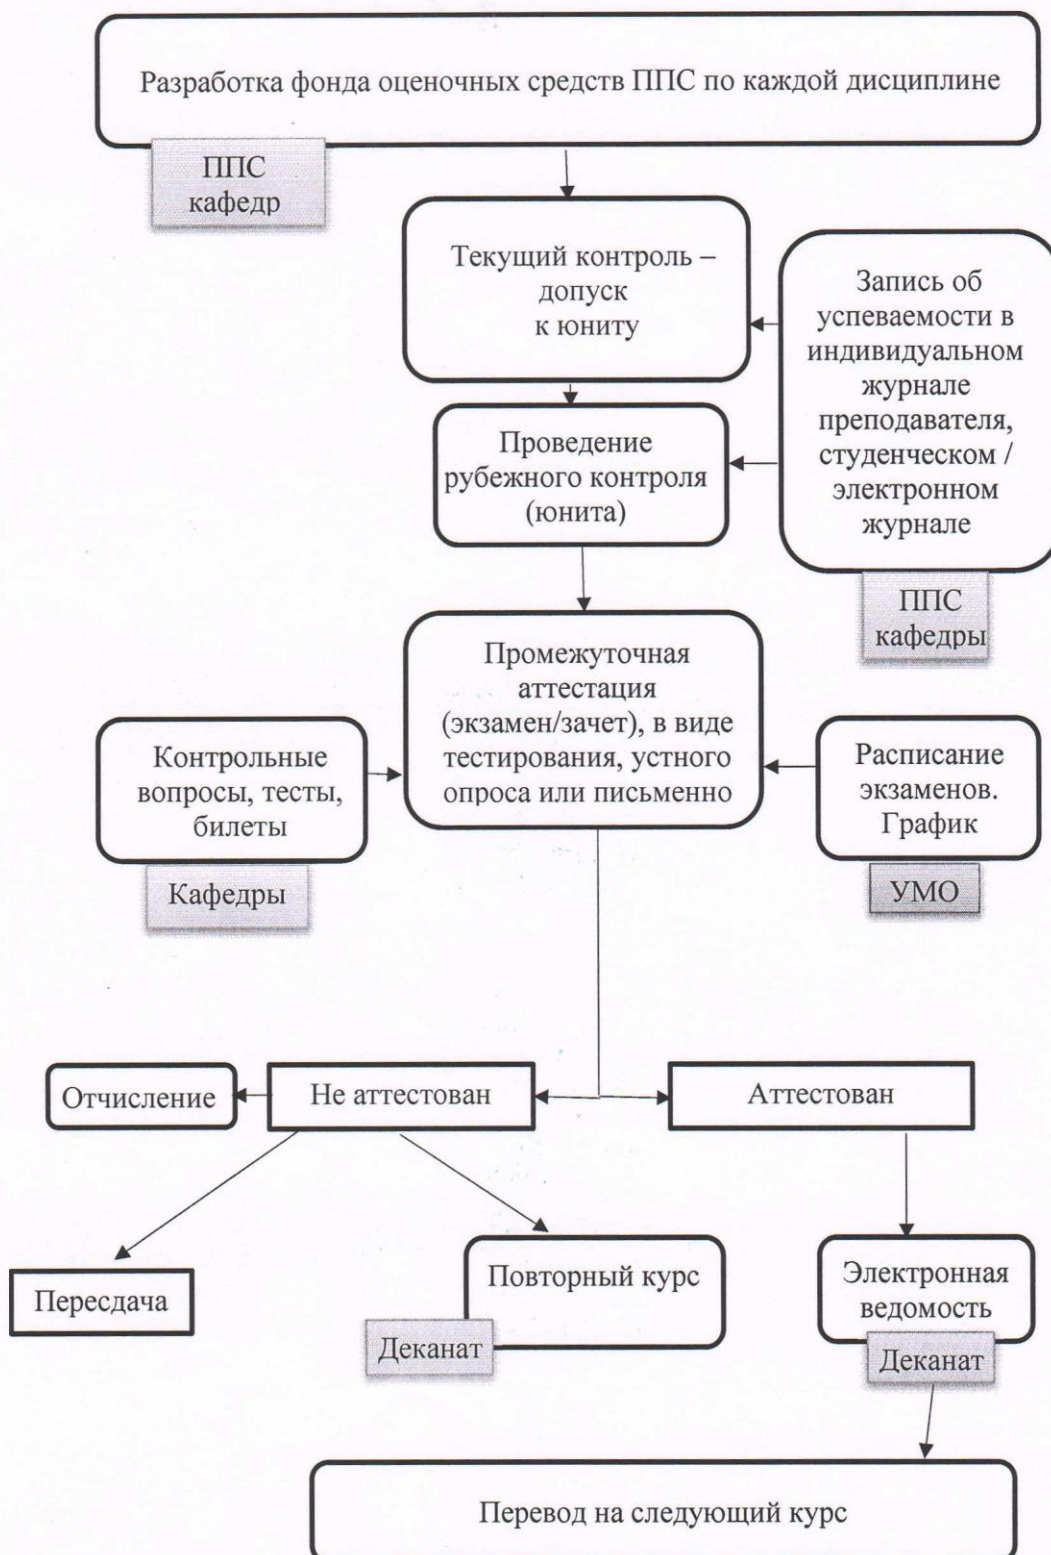 Разработка фонда оценочных средств ППС по каждой дисциплине
ППС
кафедр
Текущий контроль –
допуск
к юниту
Запись об
успеваемости в
индивидуальном
журнале
преподавателя,
студенческом /
электронном
журнале
ППС
кафедры
Проведение
рубежного контроля
(юнита)
Промежуточная
аттестация
(экзамен/зачет), в виде
тестирования, устного
опроса или письменно
Контрольные
вопросы, тесты,
билеты
Кафедры
Расписание
экзаменов.
График
УМО
Отчисление
Не аттестован
Аттестован
Пересдача
Повторный курс
Деканат
Электронная
ведомость
Деканат
Перевод на следующий курс